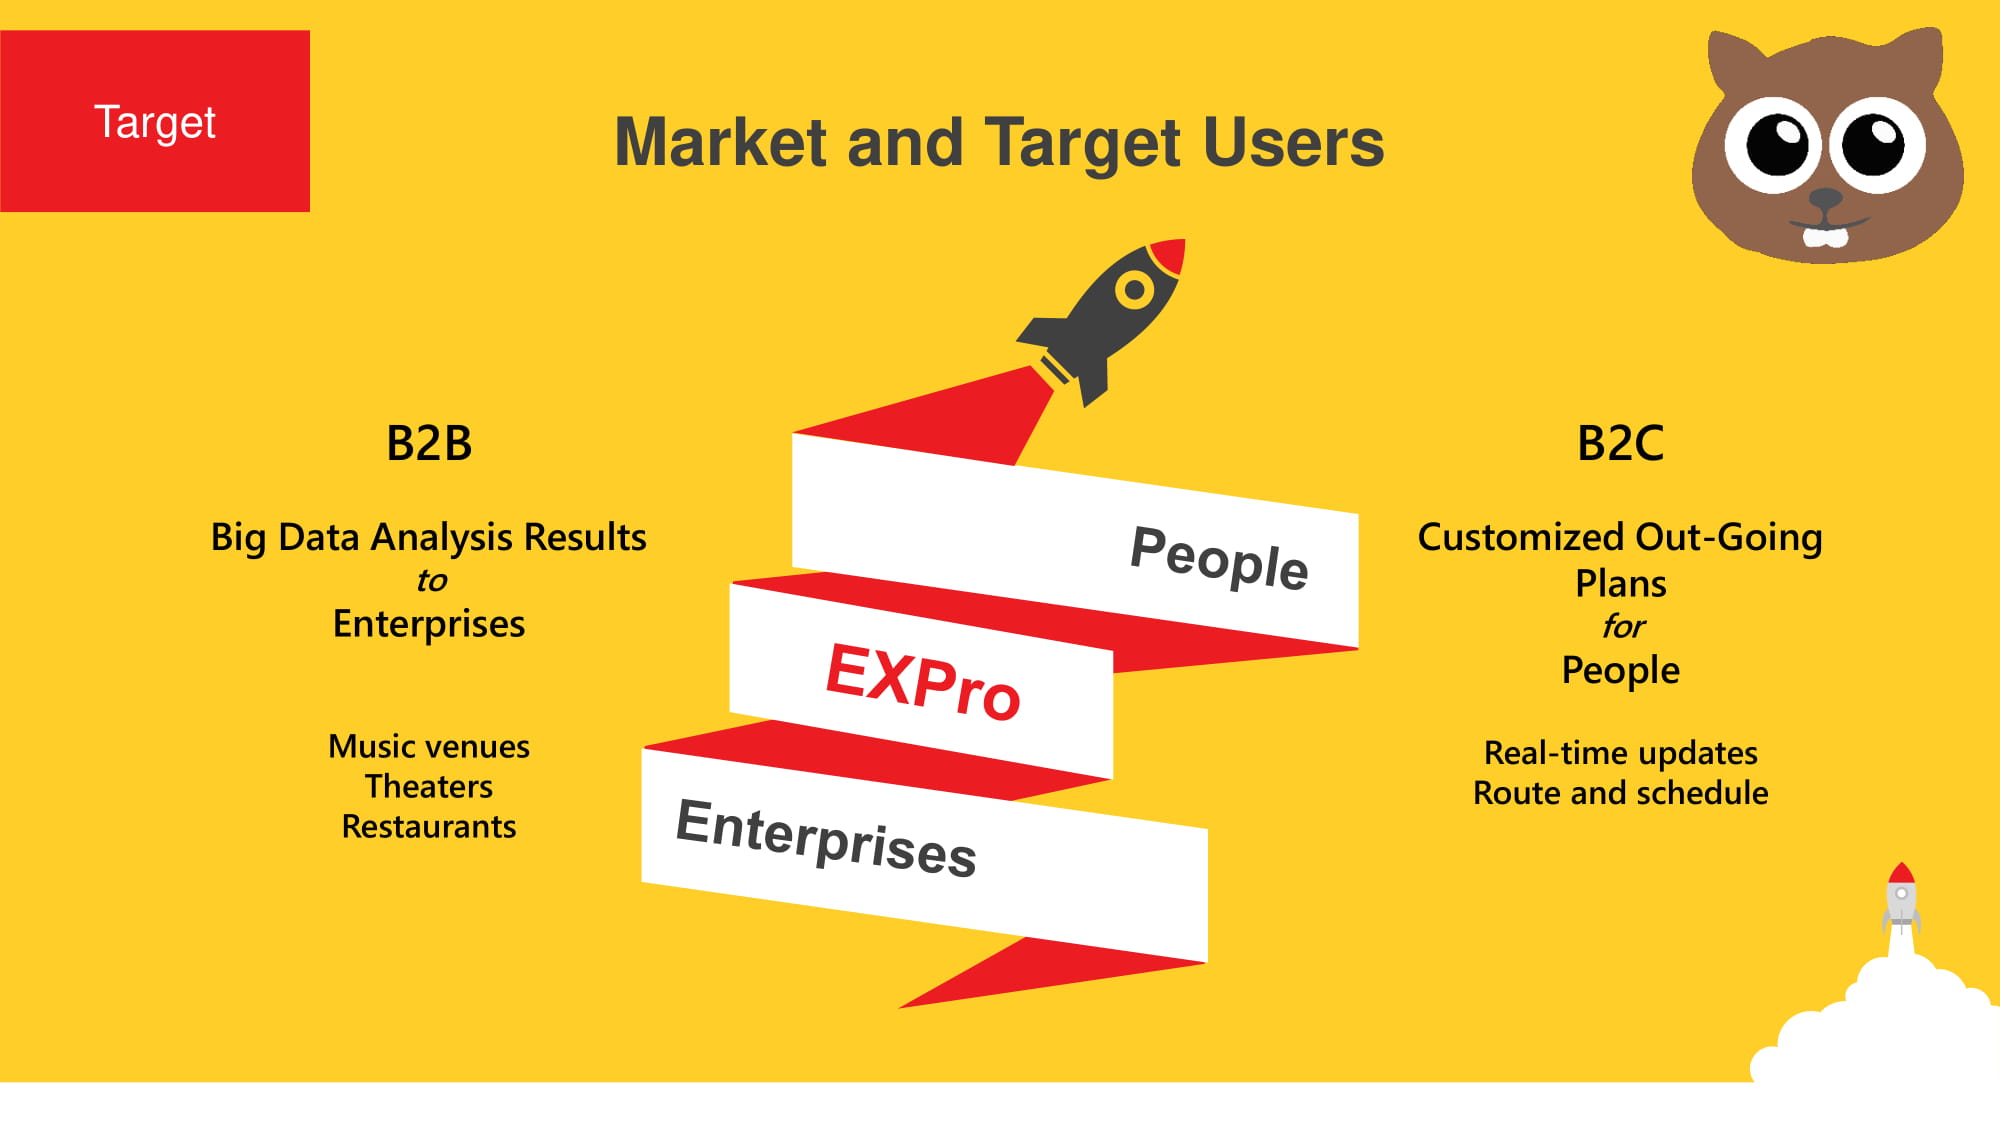 Target
Market and Target Users
B2B
Big Data Analysis Results
to
Enterprises
Music venues
Theaters
Restaurants
People
EXPro
Enterprises
B2C
Customized Out-Going
Plans
for
People
Real-time updates
Route and schedule